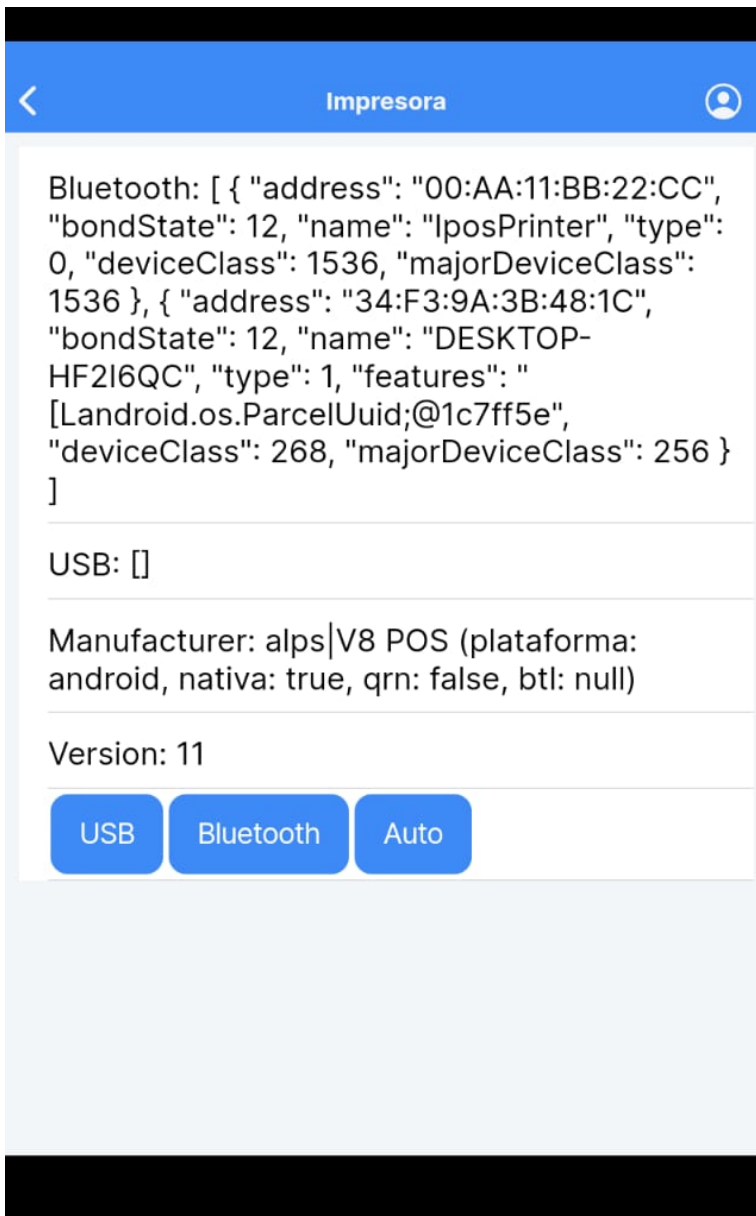 Impresora
Bluetooth: [ { "address": "00:AA:11:BB:22:CC",
"bondState": 12, "name": "IposPrinter", "type":
0, "deviceClass": 1536, "majorDeviceClass":
1536 }, { "address": "34:F3:9A:3B:48:1C",
"bondState": 12, "name": "DESKTOP-
HF2I6QC", "type": 1, "features": "
[Landroid.os.ParcelUuid;@1c7ff5e",
"deviceClass": 268, "majorDeviceClass": 256 }
]
USB: []
Manufacturer: alps|V8 POS (plataforma:
android, nativa: true, qrn: false, btl: null)
Version: 11
USB Bluetooth Auto